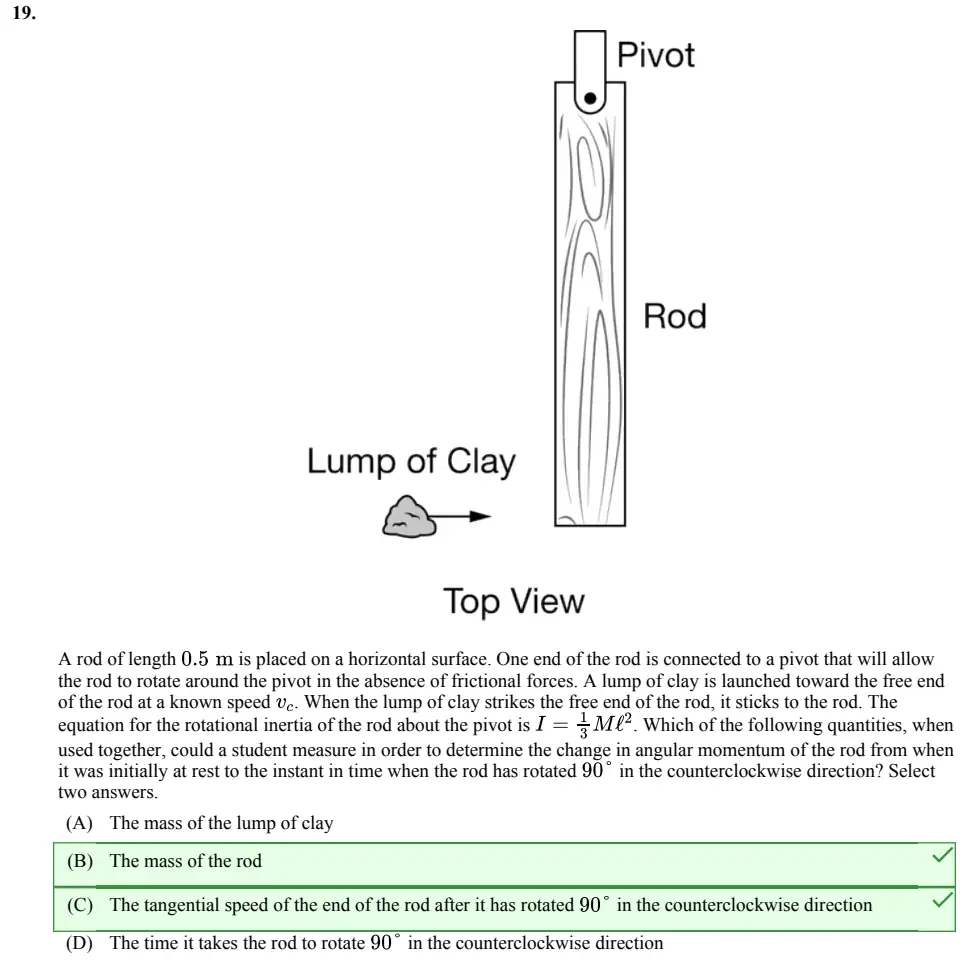 19.
Pivot
Rod
Lump of Clay
Top View
A rod of length 0.5 m is placed on a horizontal surface. One end of the rod is connected to a pivot that will allow
the rod to rotate around the pivot in the absence of frictional forces. A lump of clay is launched toward the free end
of the rod at a known speed v_c. When the lump of clay strikes the free end of the rod, it sticks to the rod. The
equation for the rotational inertia of the rod about the pivot is I = 1/3 Mℓ². Which of the following quantities, when
used together, could a student measure in order to determine the change in angular momentum of the rod from when
it was initially at rest to the instant in time when the rod has rotated 90° in the counterclockwise direction? Select
two answers.
(A) The mass of the lump of clay
(B) The mass of the rod
(C) The tangential speed of the end of the rod after it has rotated 90° in the counterclockwise direction
(D) The time it takes the rod to rotate 90° in the counterclockwise direction